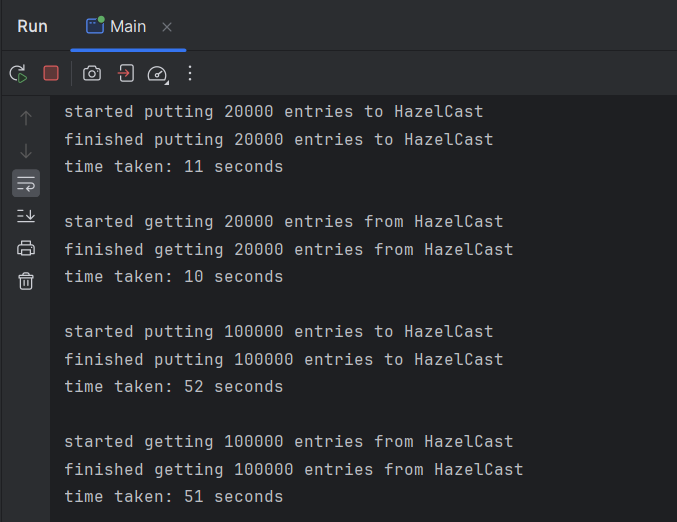 Run
Main
started putting 20000 entries to HazelCast
finished putting 20000 entries to HazelCast
time taken: 11 seconds
started getting 20000 entries from HazelCast
finished getting 20000 entries from HazelCast
time taken: 10 seconds
started putting 100000 entries to HazelCast
finished putting 100000 entries to HazelCast
time taken: 52 seconds
started getting 100000 entries from HazelCast
finished getting 100000 entries from HazelCast
time taken: 51 seconds